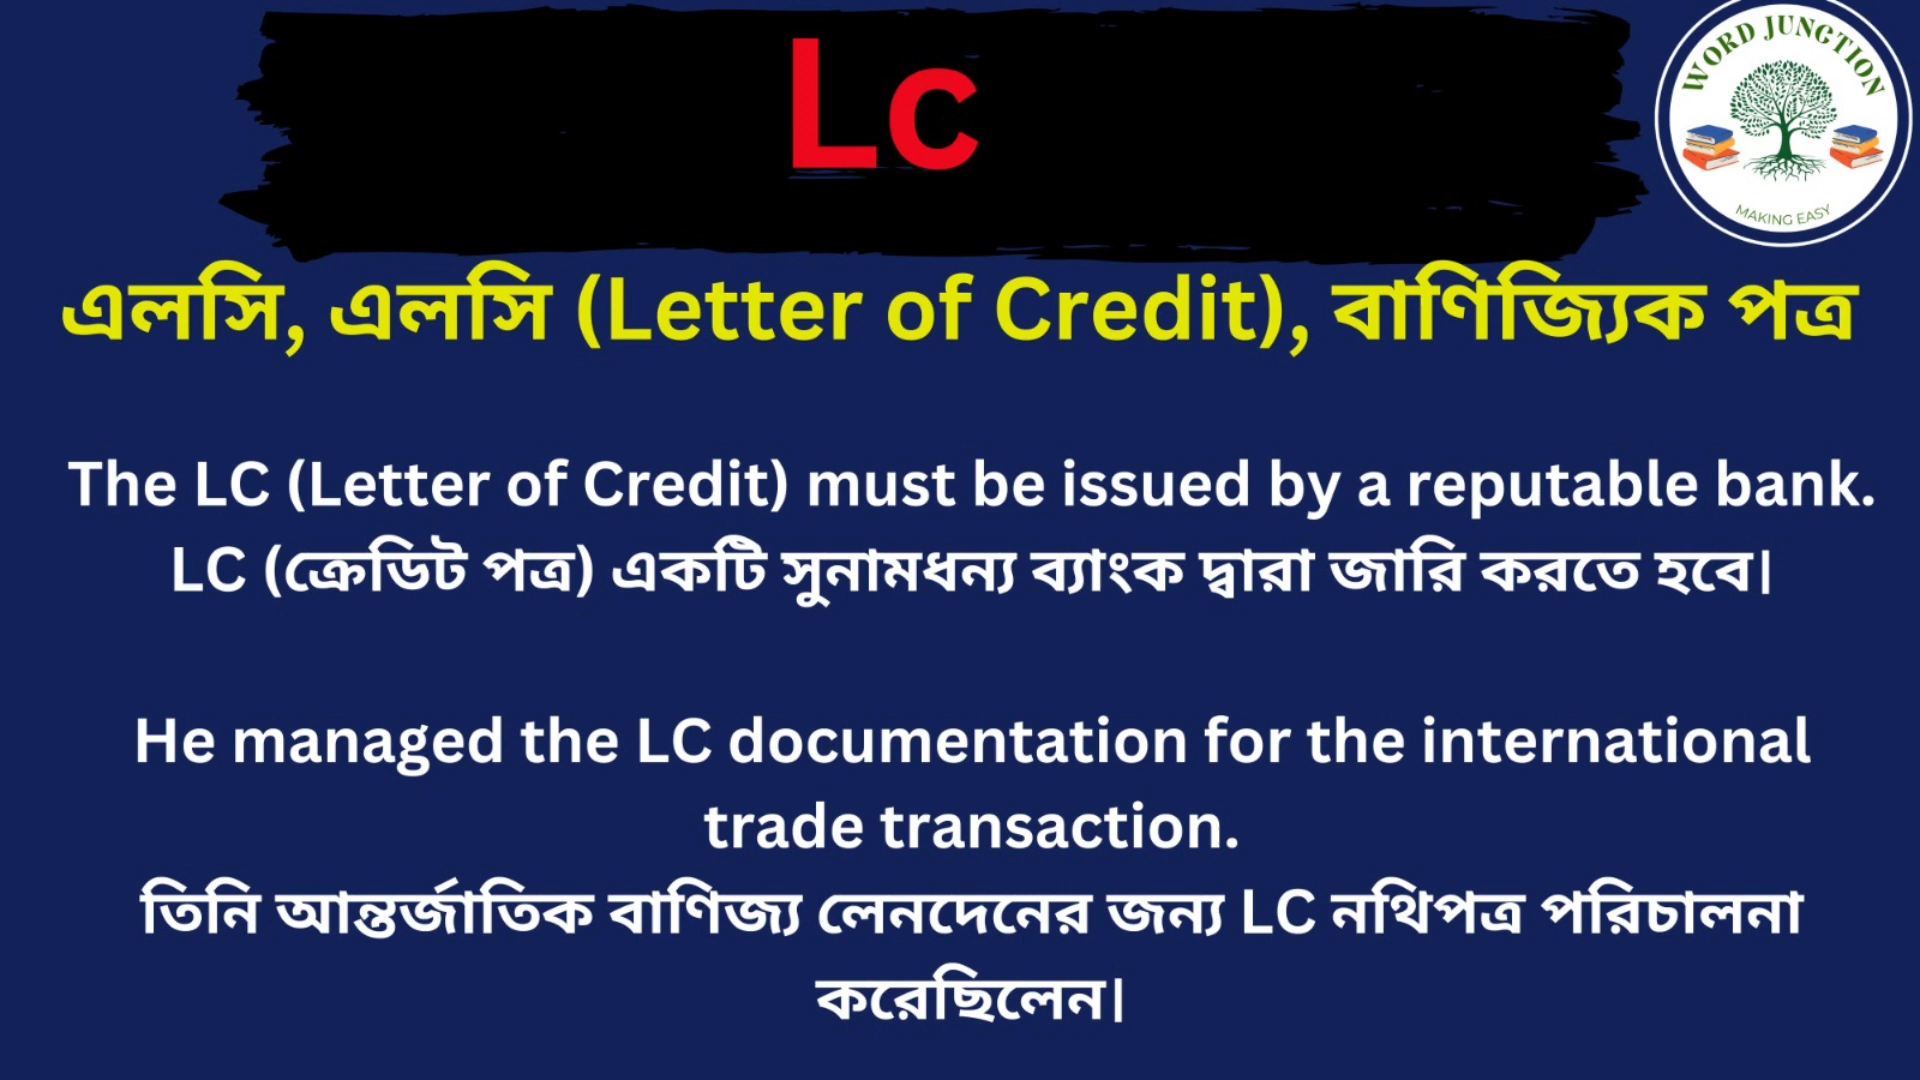 Lc
WORD JUNCTION
MAKING EASY
এলসি, এলসি (Letter of Credit), বাণিজ্যিক পত্র
The LC (Letter of Credit) must be issued by a reputable bank.
LC (ক্রেডিট পত্র) একটি সুনামধন্য ব্যাংক দ্বারা জারি করতে হবে।
He managed the LC documentation for the international
trade transaction.
তিনি আন্তর্জাতিক বাণিজ্য লেনদেনের জন্য LC নথিপত্র পরিচালনা
করেছিলেন।